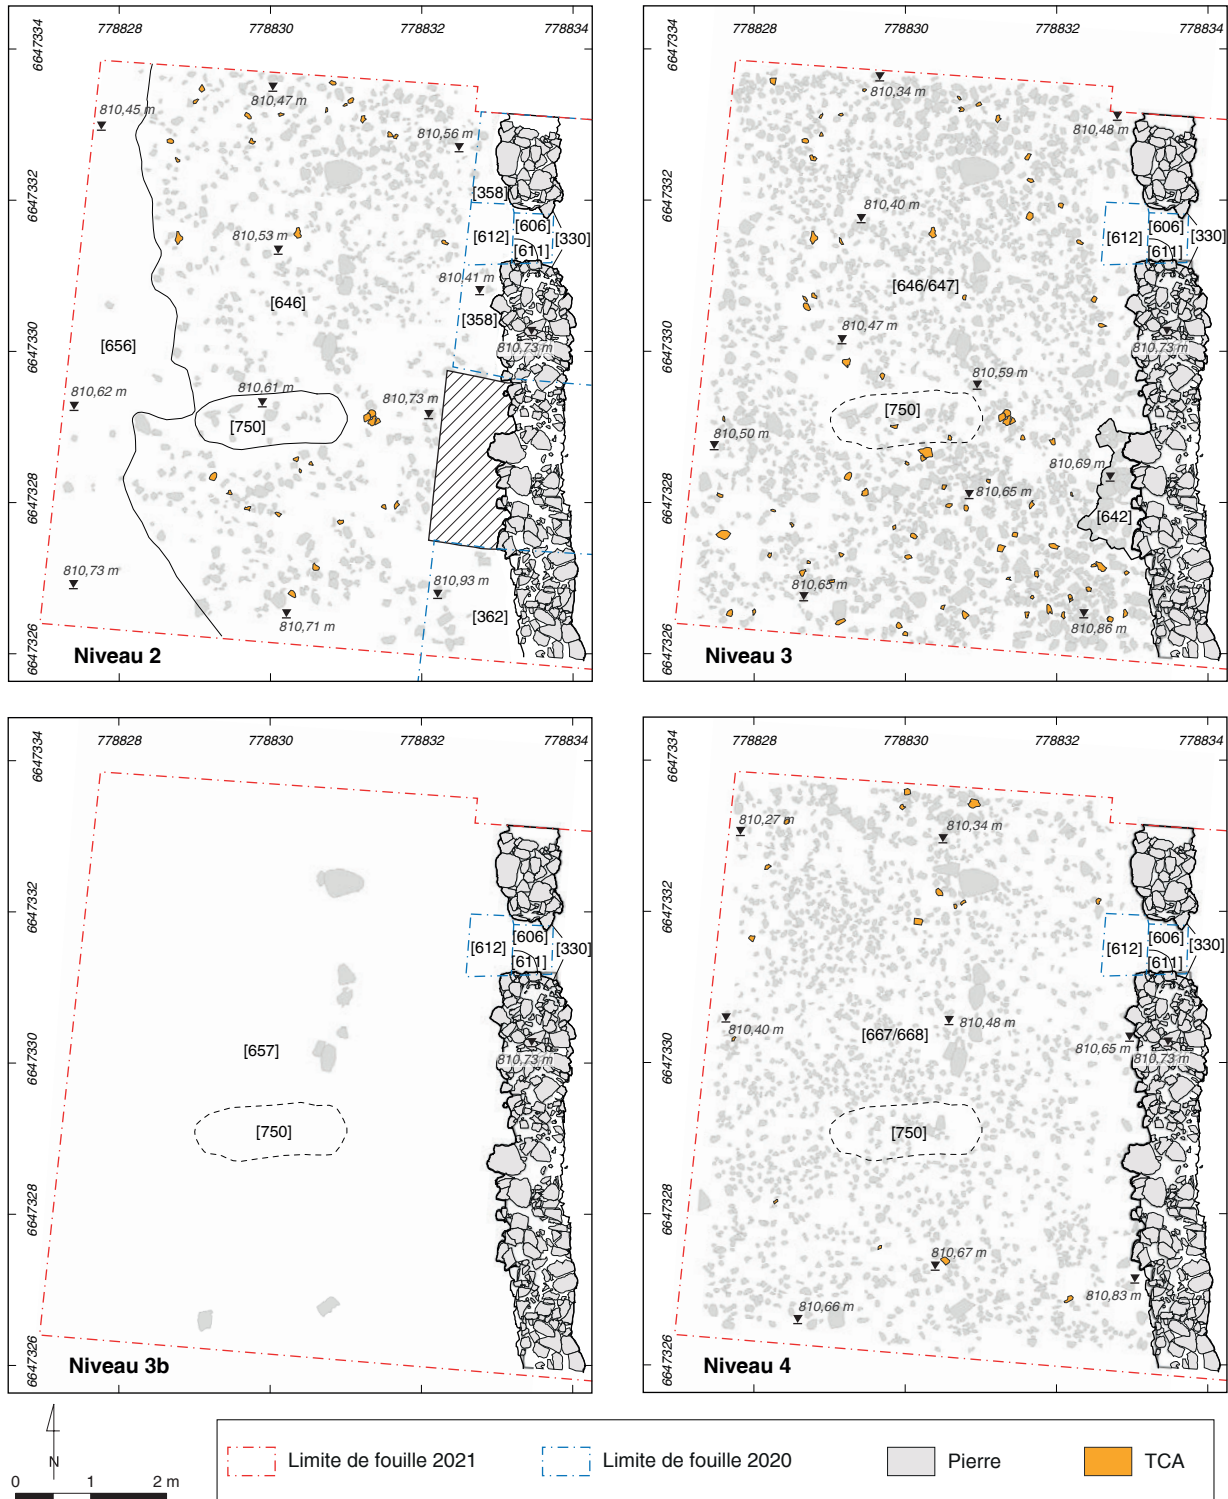 778828 778830 778832 778834
6647334
6647332
6647330
6647328
6647326
810,45 m
810,47 m
810,56 m
[358]
[606]
[612]
[330]
[611]
810,53 m
810,41 m
[646]
[358]
810,73 m
[656]
810,62 m
810,61 m
810,73 m
[750]
810,73 m
810,93 m
[362]
810,71 m
Niveau 2
778828 778830 778832 778834
6647334
6647332
6647330
6647328
6647326
810,34 m
810,48 m
810,40 m
[606]
[612]
[330]
[611]
[646/647]
810,47 m
810,73 m
810,59 m
[750]
810,50 m
810,69 m
810,65 m
[642]
810,65 m
810,86 m
Niveau 3
778828 778830 778832 778834
6647334
6647332
6647330
6647328
6647326
[606]
[612]
[330]
[611]
[657]
810,73 m
[750]
Niveau 3b
778828 778830 778832 778834
6647334
6647332
6647330
6647328
6647326
810,27 m
810,34 m
[606]
[612]
[330]
[611]
810,40 m
[667/668]
810,48 m
810,65 m
810,73 m
[750]
810,67 m
810,83 m
810,66 m
Niveau 4
N
0 1 2 m
Limite de fouille 2021
Limite de fouille 2020
Pierre
TCA